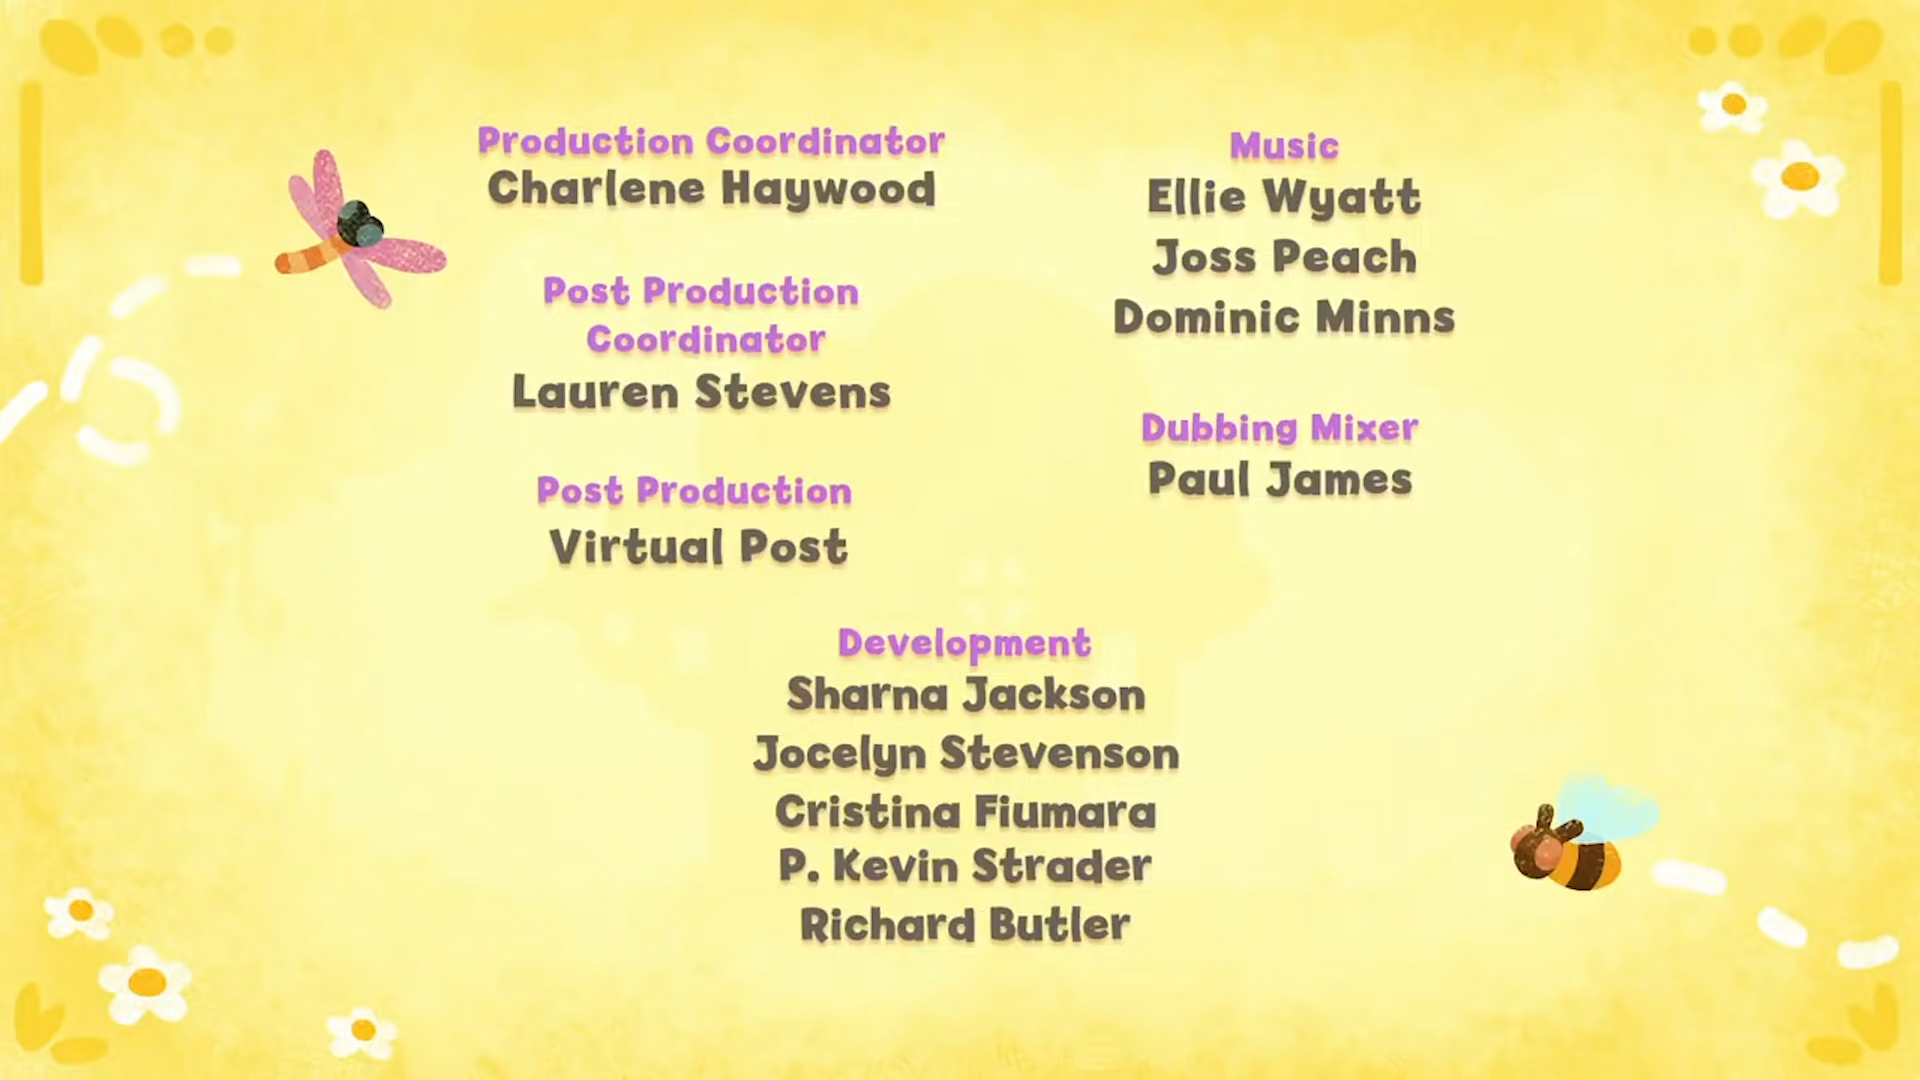 Production Coordinator
Charlene Haywood
Post Production
Coordinator
Lauren Stevens
Post Production
Virtual Post
Music
Ellie Wyatt
Joss Peach
Dominic Minns
Dubbing Mixer
Paul James
Development
Sharna Jackson
Jocelyn Stevenson
Cristina Fiumara
P. Kevin Strader
Richard Butler